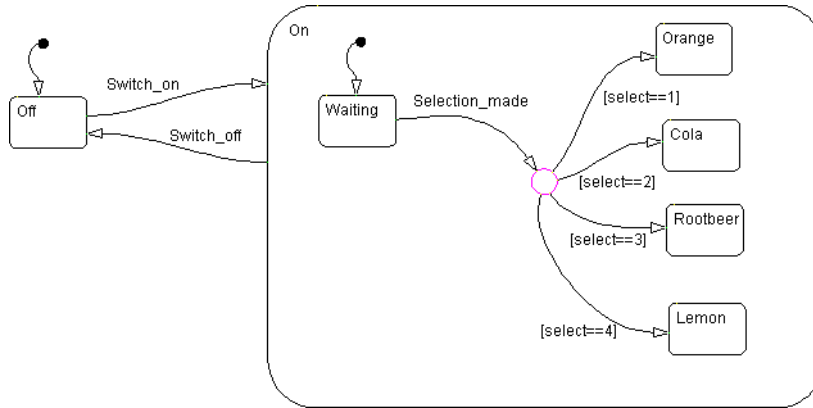 On
Orange
Switch_on
Off
Waiting
Selection_made
[select==1]
Switch_off
Cola
[select==2]
Rootbeer
[select==3]
Lemon
[select==4]